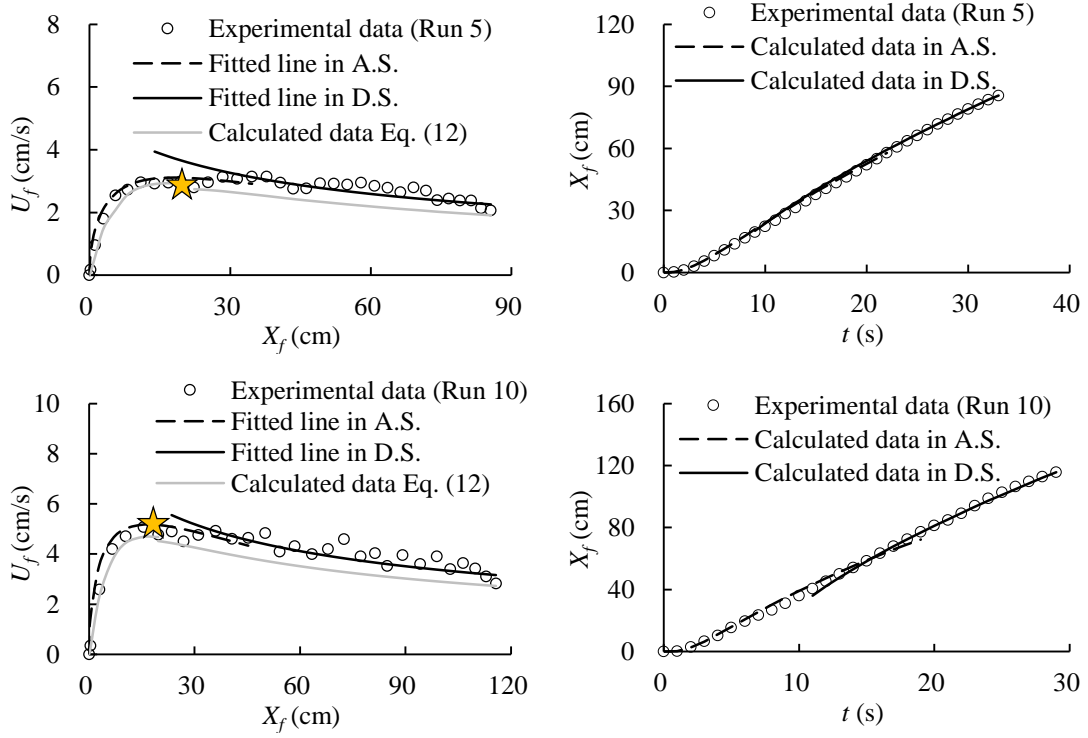 8
6
4
2
0
U_f (cm/s)
Experimental data (Run 5)
Fitted line in A.S.
Fitted line in D.S.
Calculated data Eq. (12)
0 30 60 90
X_f (cm)
120
90
60
30
0
X_f (cm)
Experimental data (Run 5)
Calculated data in A.S.
Calculated data in D.S.
0 10 20 30 40
t (s)
10
8
6
4
2
0
U_f (cm/s)
Experimental data (Run 10)
Fitted line in A.S.
Fitted line in D.S.
Calculated data Eq. (12)
0 30 60 90 120
X_f (cm)
160
120
80
40
0
X_f (cm)
Experimental data (Run 10)
Calculated data in A.S.
Calculated data in D.S.
0 10 20 30
t (s)